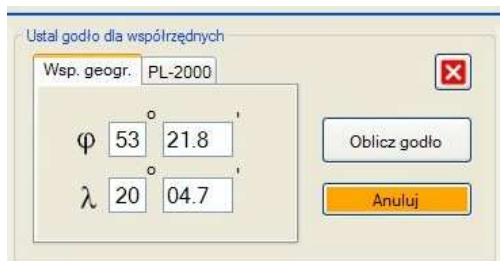 Ustal godło dla współrzędnych
Wsp. geogr. PL-2000
φ 53 ° 21.8 '
Oblicz godło
λ 20 ° 04.7 '
Anuluj